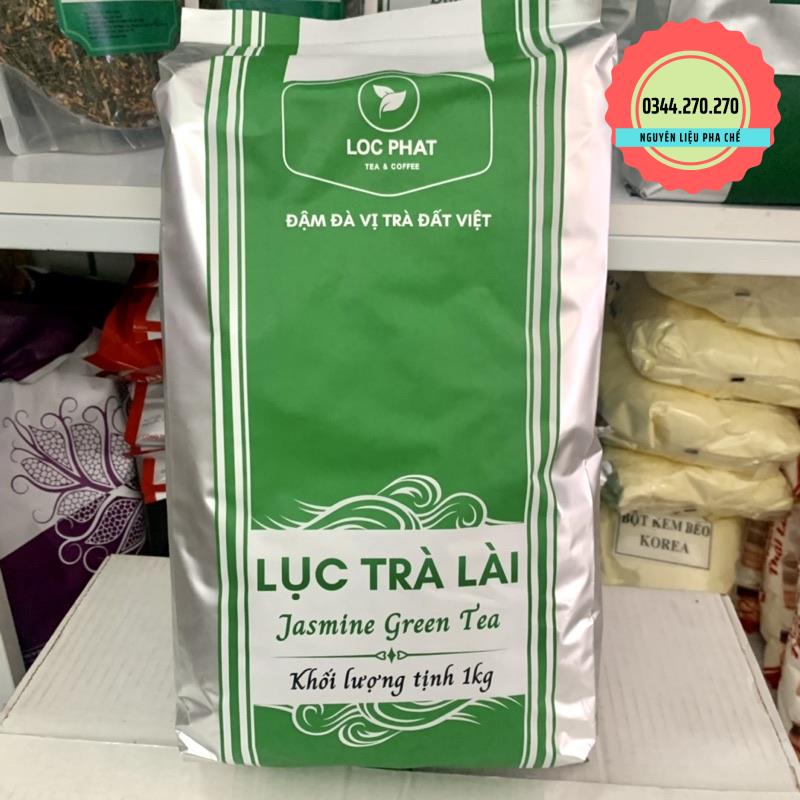 0344.270.270
NGUYÊN LIỆU PHA CHẾ
LOC PHAT
TEA & COFFEE
ĐẬM ĐÀ VỊ TRÀ ĐẤT VIỆT
LỤC TRÀ LÀI
Jasmine Green Tea
Khối lượng tịnh 1kg
BỘT KEM BÉO
KOREA